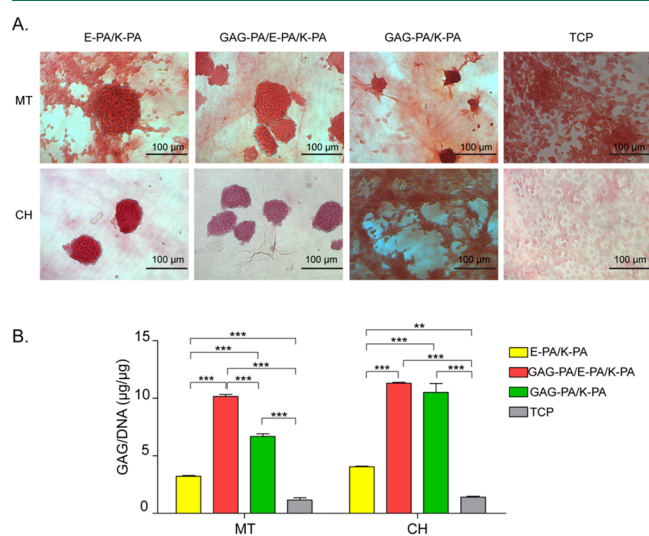 A.
E-PA/K-PA GAG-PA/E-PA/K-PA GAG-PA/K-PA TCP
MT
100 µm 100 µm 100 µm 100 µm
CH
100 µm 100 µm 100 µm 100 µm
B.
GAG/DNA (µg/µg)
15
10
5
0
*** **
*** ***
*** ***
*** *** *** ***
***
MT CH
E-PA/K-PA
GAG-PA/E-PA/K-PA
GAG-PA/K-PA
TCP